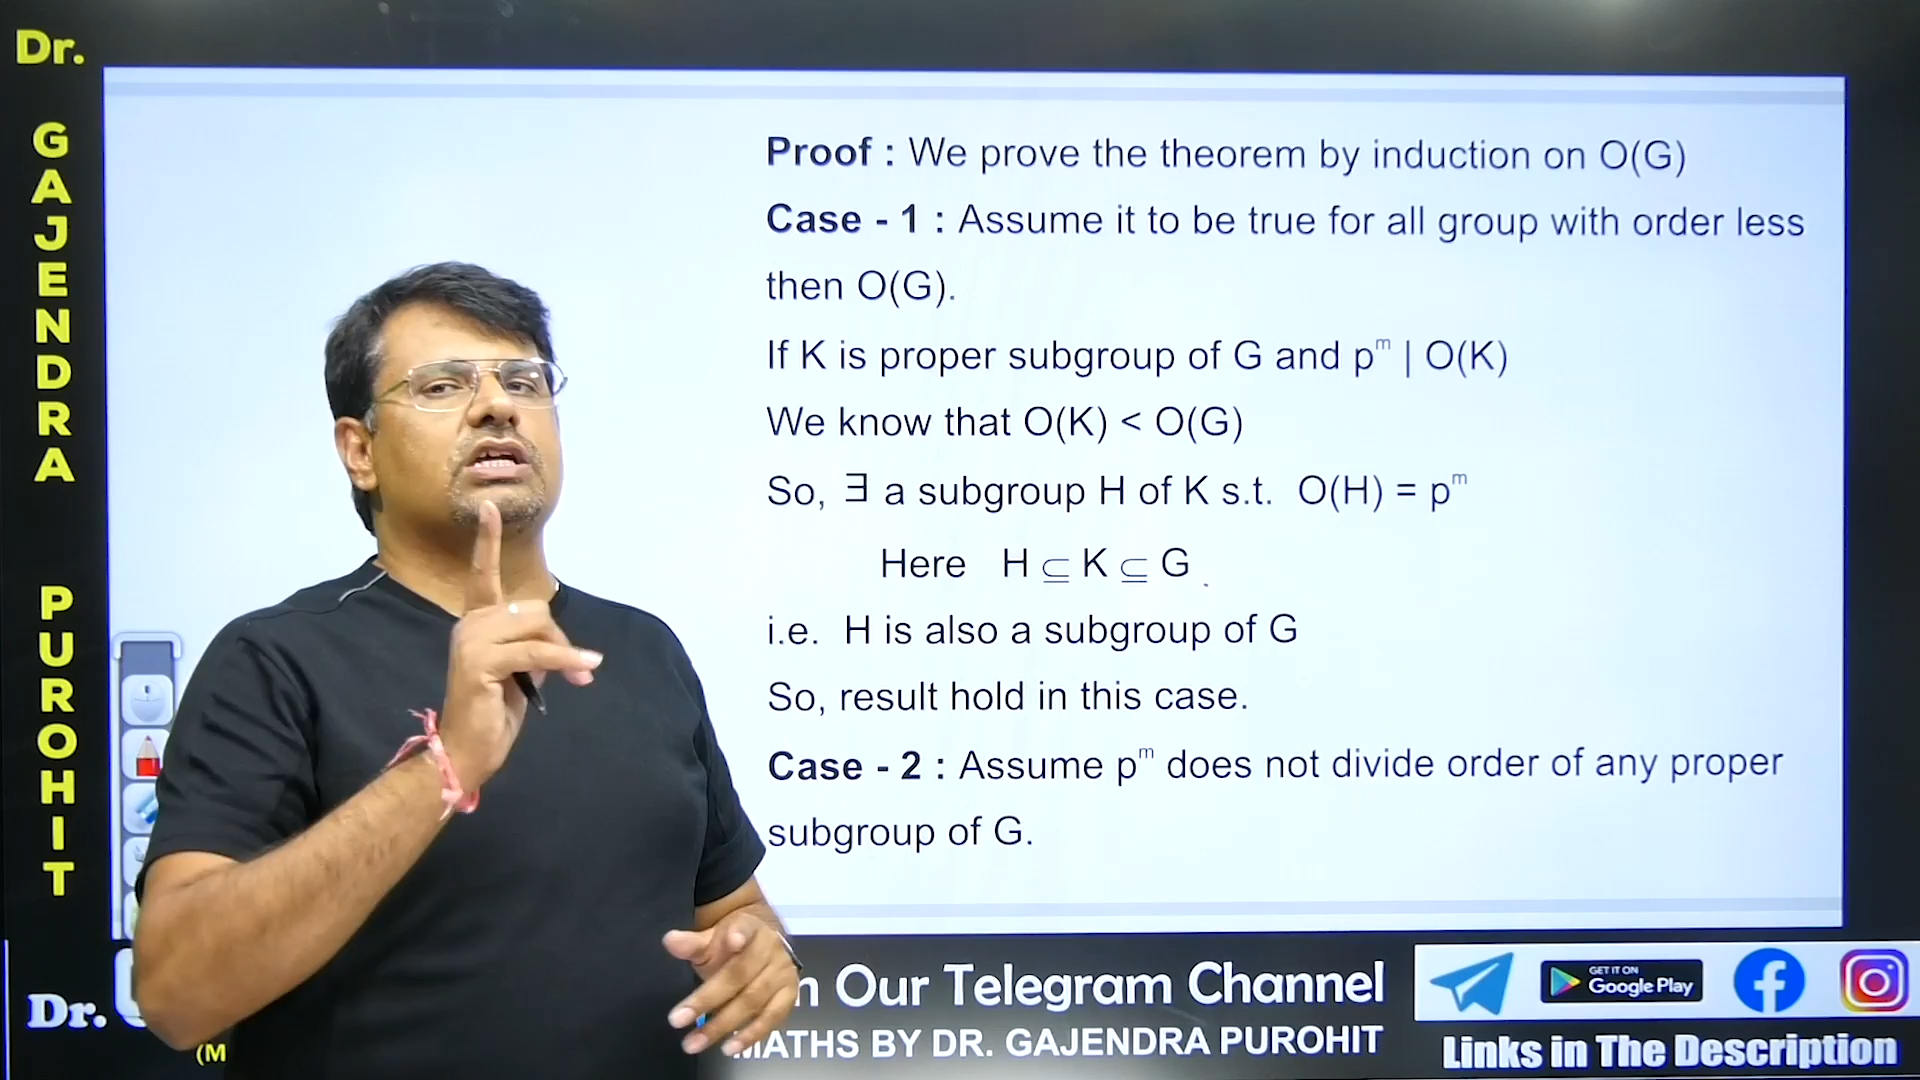 Dr.
GAJENDRA
PUROHIT
Proof : We prove the theorem by induction on O(G)
Case - 1 : Assume it to be true for all group with order less
then O(G).
If K is proper subgroup of G and pᵐ | O(K)
We know that O(K) < O(G)
So, ∃ a subgroup H of K s.t. O(H) = pᵐ
Here H ⊆ K ⊆ G
i.e. H is also a subgroup of G
So, result hold in this case.
Case - 2 : Assume pᵐ does not divide order of any proper
subgroup of G.
Dr.
(M
Our Telegram Channel
MATHS BY DR. GAJENDRA PUROHIT
GET IT ON
Google Play
Links in The Description